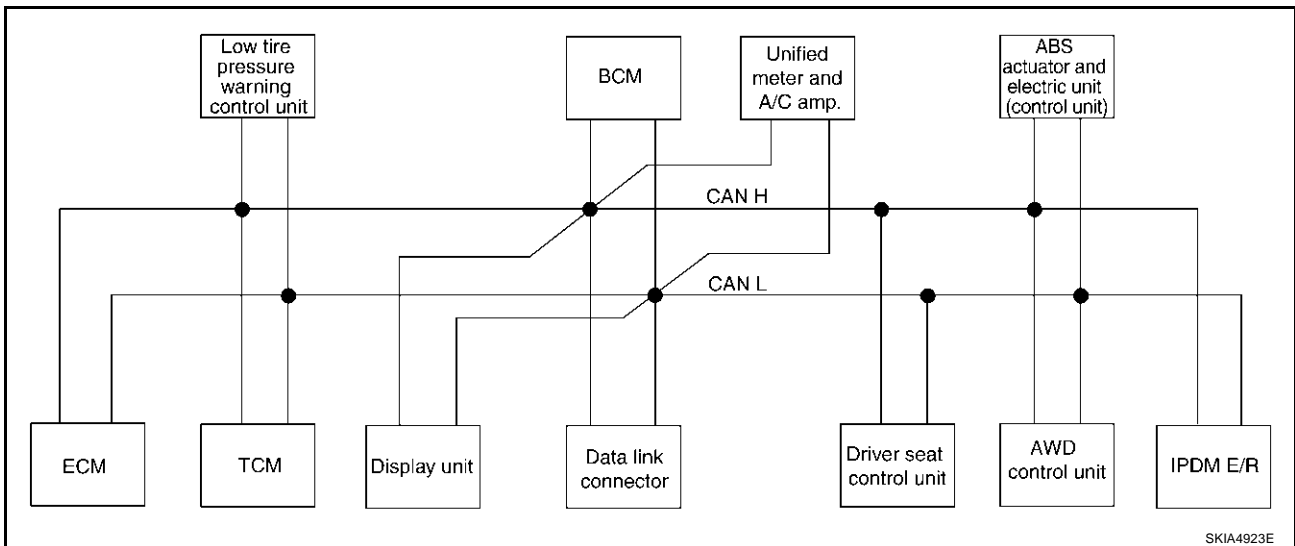 Low tire
pressure
warning
control unit
BCM
Unified
meter and
A/C amp.
ABS
actuator and
electric unit
(control unit)
CAN H
CAN L
ECM
TCM
Display unit
Data link
connector
Driver seat
control unit
AWD
control unit
IPDM E/R
SKIA4923E